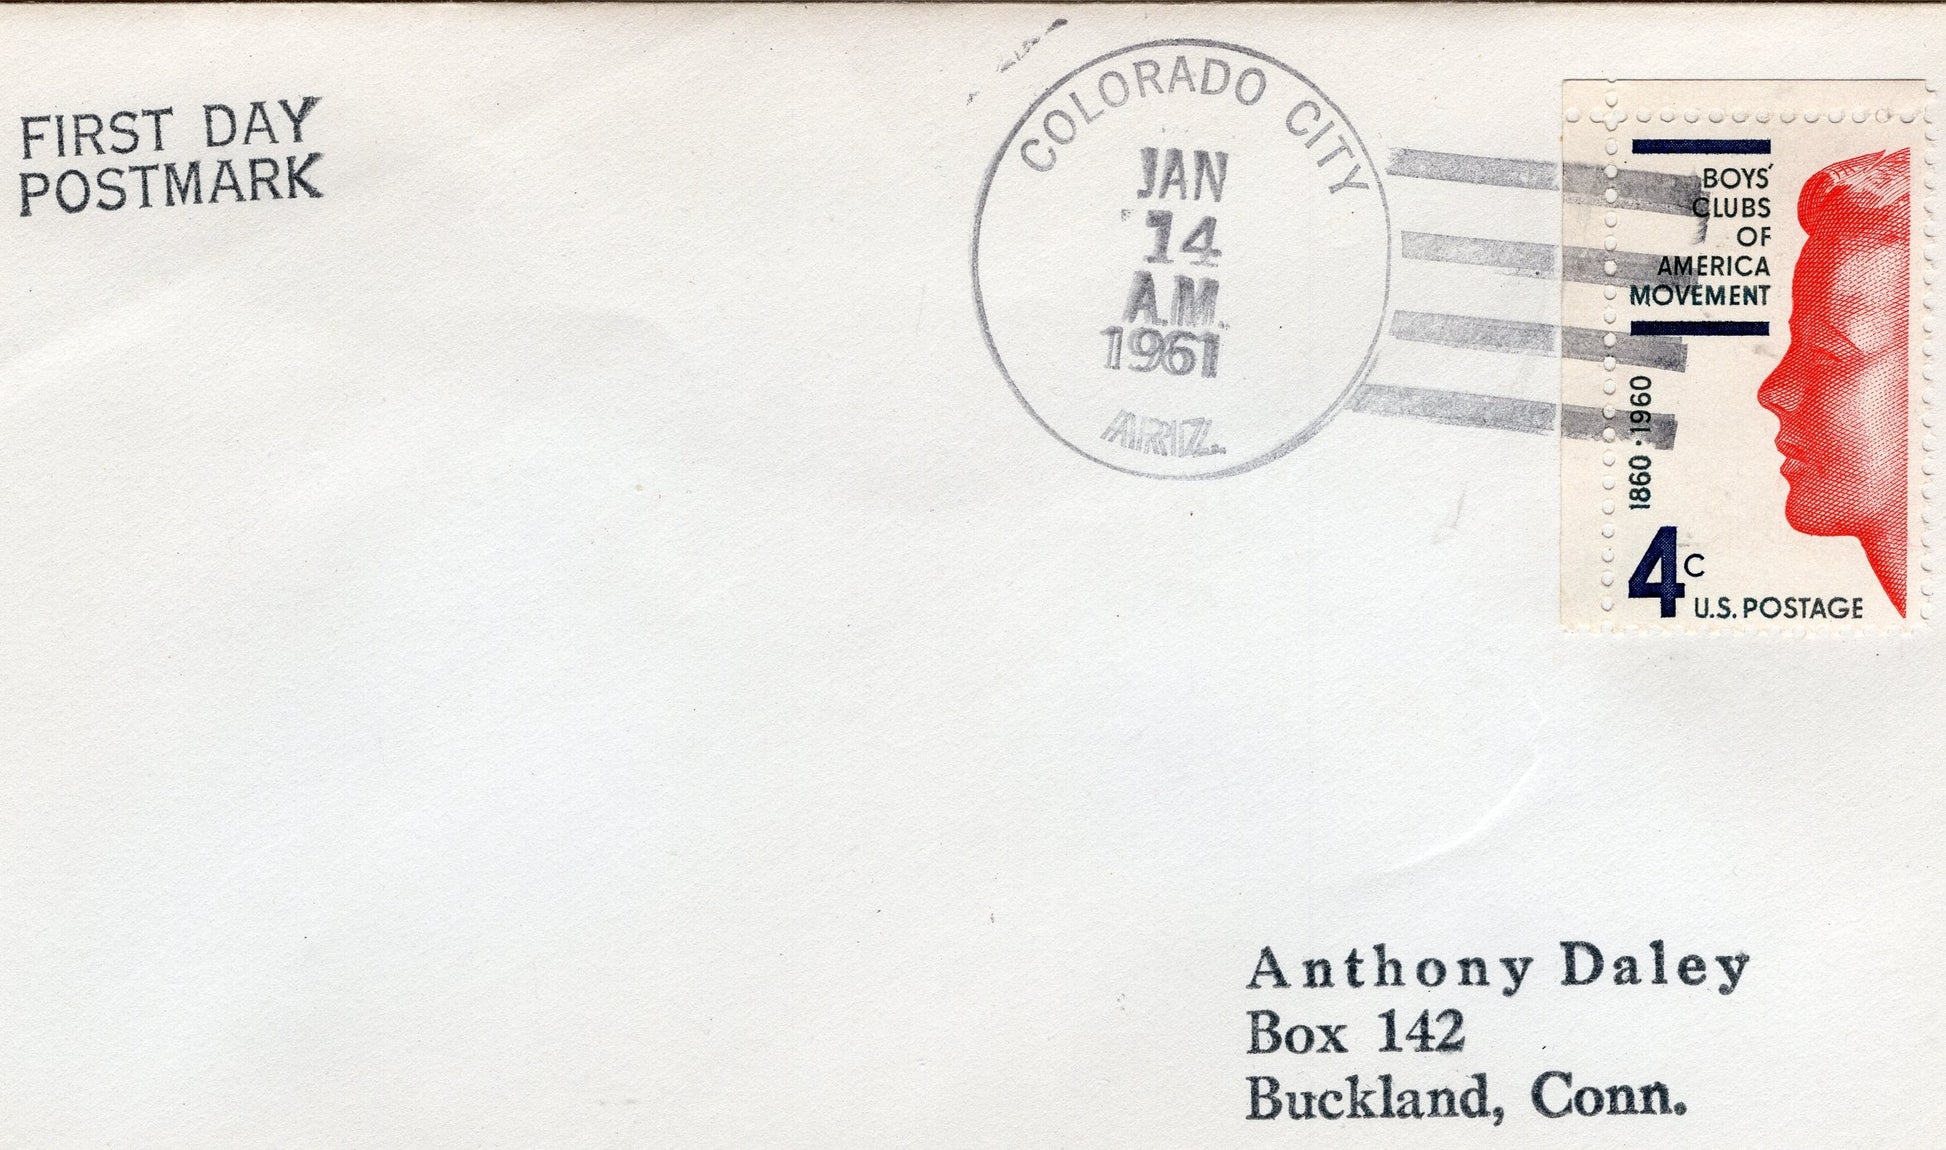 FIRST DAY
POSTMARK
COLORADO CITY
JAN
14
A.M.
1961
ARIZ.
BOYS'
CLUBS
OF
AMERICA
MOVEMENT
1860 · 1960
4c
U.S. POSTAGE
Anthony Daley
Box 142
Buckland, Conn.